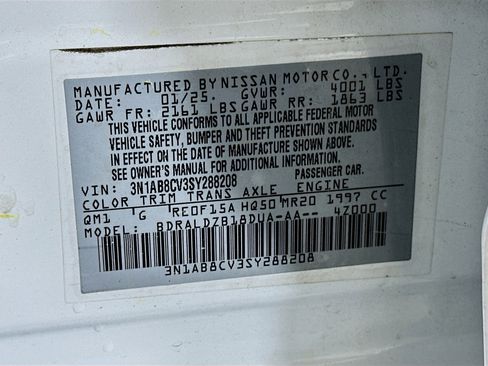 MANUFACTURED BY NISSAN MOTOR CO., LTD.
DATE: 01/25. GVWR: 4001 LBS
GAWR FR: 2161 LBS GAWR RR: 1863 LBS
THIS VEHICLE CONFORMS TO ALL APPLICABLE FEDERAL MOTOR
VEHICLE SAFETY, BUMPER AND THEFT PREVENTION STANDARDS
IN EFFECT ON THE DATE OF MANUFACTURE SHOWN ABOVE.
SEE OWNER'S MANUAL FOR ADDITIONAL INFORMATION.
VIN: 3N1AB8CV3SY288208 PASSENGER CAR.
COLOR TRIM TRANS AXLE ENGINE
QM1 G RE0F15A HQ50 MR20 1997 CC
MODEL: BDRALDZB18DUA-AA-- 4Z000
3N1AB8CV3SY288208